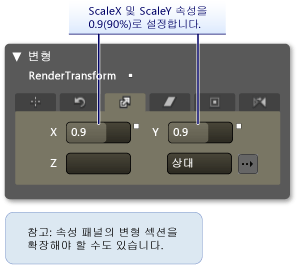 ScaleX 및 ScaleY 속성을
0.9(90%)로 설정합니다.
변형
RenderTransform
X 0.9 Y 0.9
Z 상대
참고: 속성 패널의 변형 섹션을
확장해야 할 수도 있습니다.